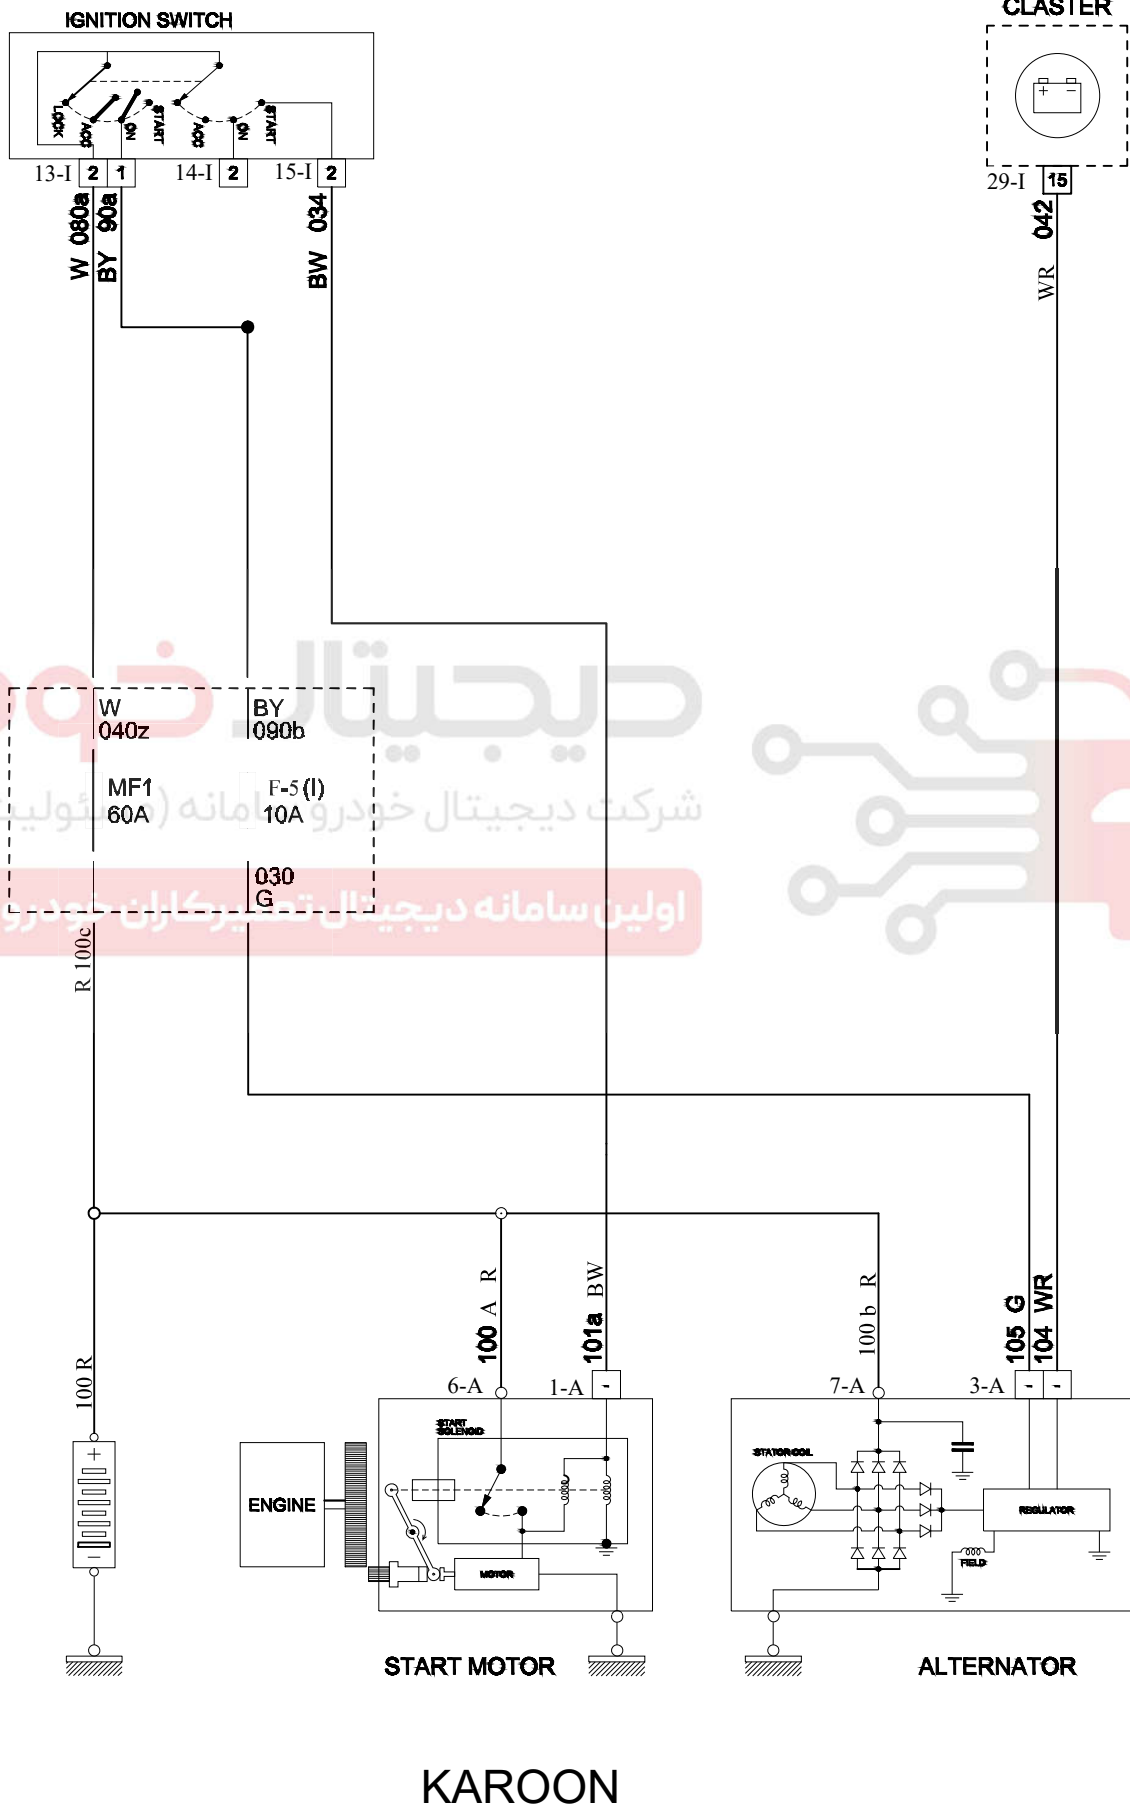 IGNITION SWITCH
CLASTER
LOCK ACC ON START ACC ON START
+ −
13-I 2 1 14-I 2 15-I 2
29-I 15
W 080a
BY 90a
BW 034
WR 042
دیجیتال خودرو
W
040z
BY
090b
MF1
60A
F-5 (I)
10A
030
G
اولین سامانه دیجیتال تعمیرکاران خودرو
R 100c
100 R
100 A R
101a BW
100 b R
105 G
104 WR
6-A 1-A - 7-A 3-A - -
START
SOLENOID
STATOR COIL
+
−
ENGINE
MOTOR
REGULATOR
FIELD
START MOTOR
ALTERNATOR
KAROON